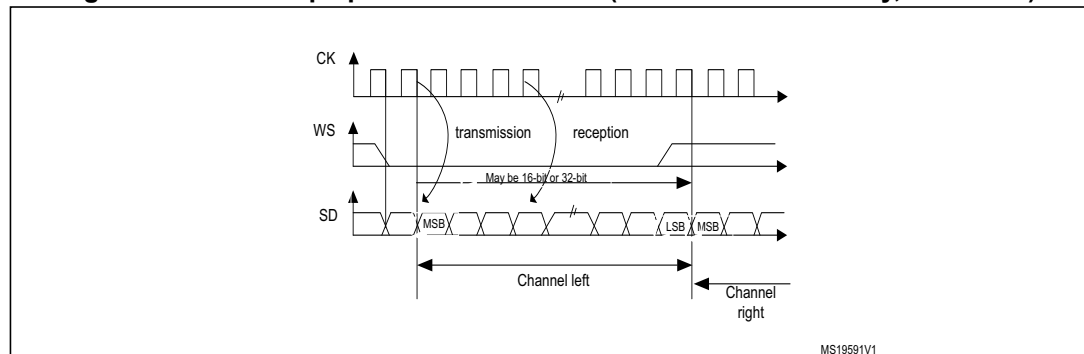 CK
WS
transmission
reception
May be 16-bit or 32-bit
SD
MSB
LSB
MSB
Channel left
Channel
right
MS19591V1